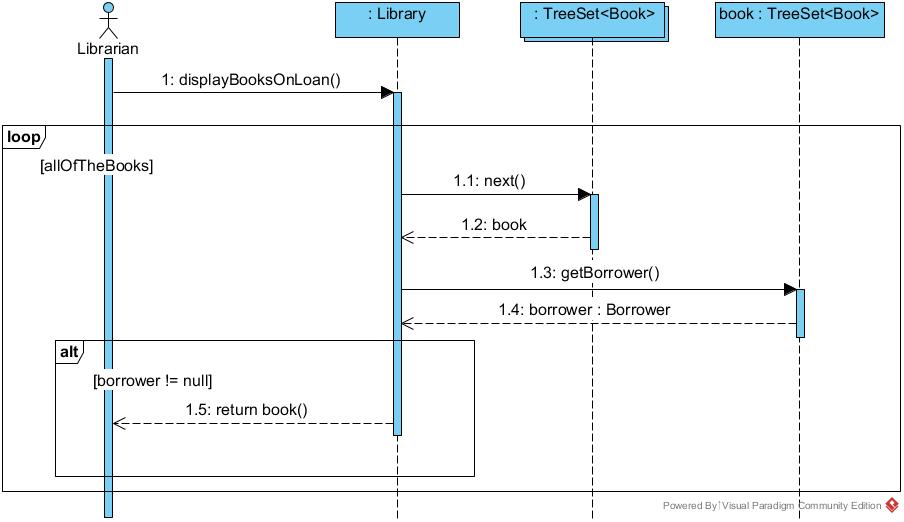 Librarian
: Library
: TreeSet<Book>
book : TreeSet<Book>
1: displayBooksOnLoan()
loop
[allOfTheBooks]
1.1: next()
1.2: book
1.3: getBorrower()
1.4: borrower : Borrower
alt
[borrower != null]
1.5: return book()
Powered By Visual Paradigm Community Edition